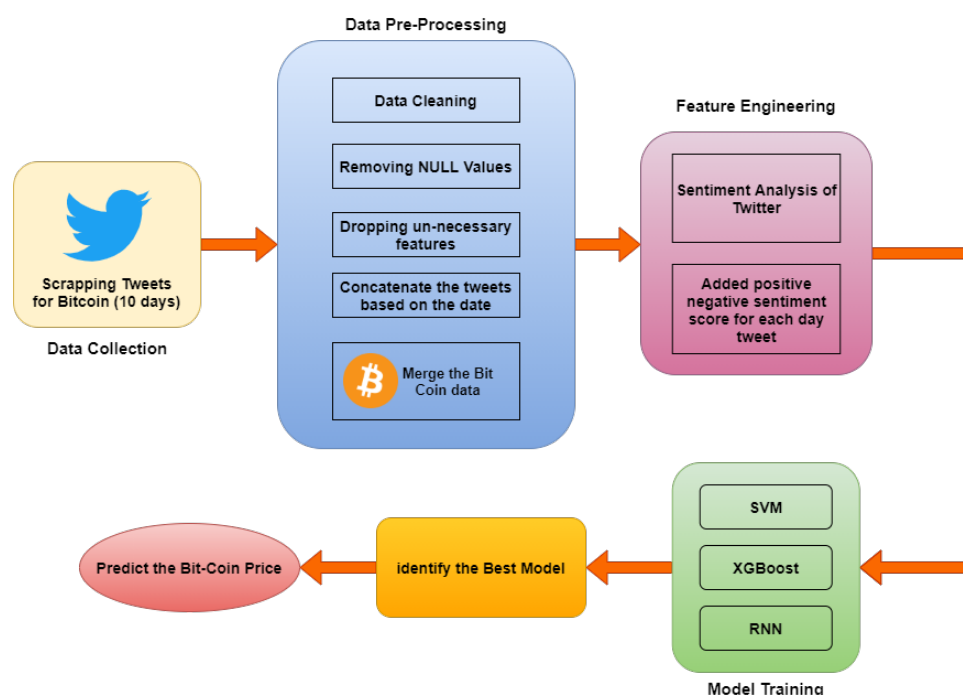 Data Pre-Processing
Data Cleaning
Removing NULL Values
Dropping un-necessary
features
Concatenate the tweets
based on the date
Merge the Bit
Coin data
Scrapping Tweets
for Bitcoin (10 days)
Data Collection
Feature Engineering
Sentiment Analysis of
Twitter
Added positive
negative sentiment
score for each day
tweet
SVM
XGBoost
RNN
Model Training
identify the Best Model
Predict the Bit-Coin Price